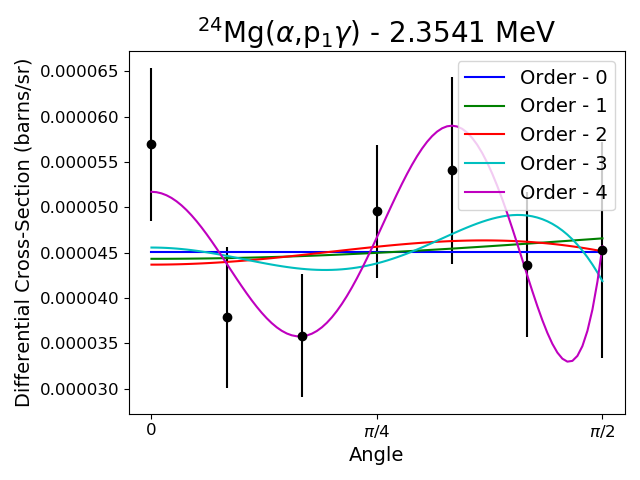 ²⁴Mg(α,p₁γ) - 2.3541 MeV
Differential Cross-Section (barns/sr)
0.000065
0.000060
0.000055
0.000050
0.000045
0.000040
0.000035
0.000030
Order - 0
Order - 1
Order - 2
Order - 3
Order - 4
0 π/4 π/2
Angle